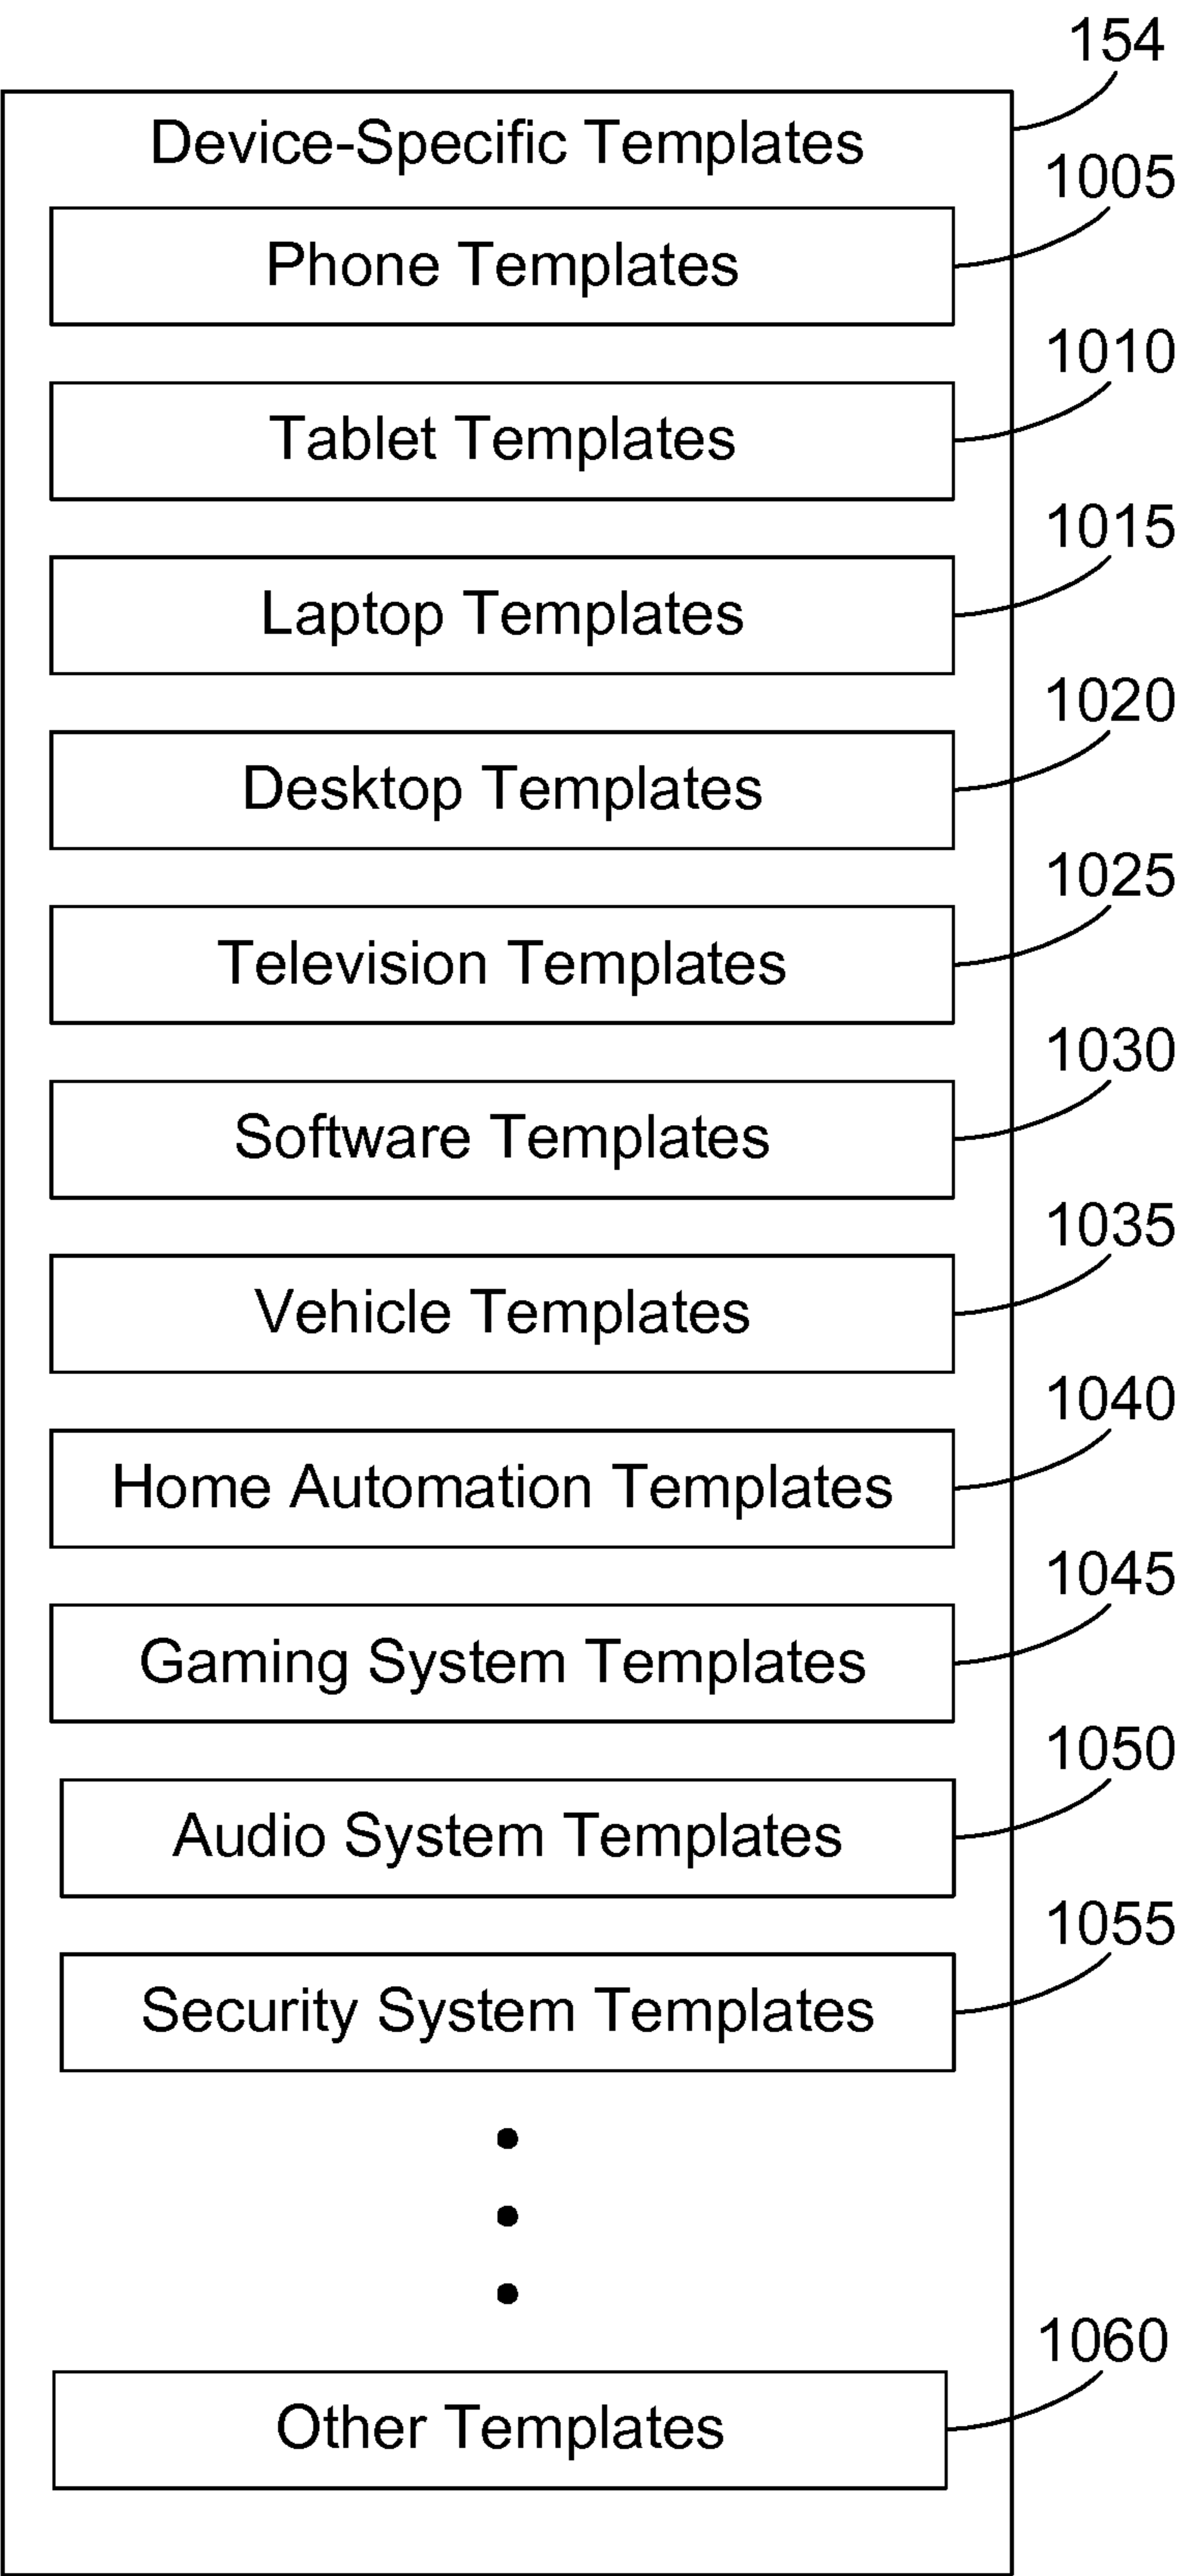 154
Device-Specific Templates
1005
Phone Templates
1010
Tablet Templates
1015
Laptop Templates
1020
Desktop Templates
1025
Television Templates
1030
Software Templates
1035
Vehicle Templates
1040
Home Automation Templates
1045
Gaming System Templates
1050
Audio System Templates
1055
Security System Templates
1060
Other Templates